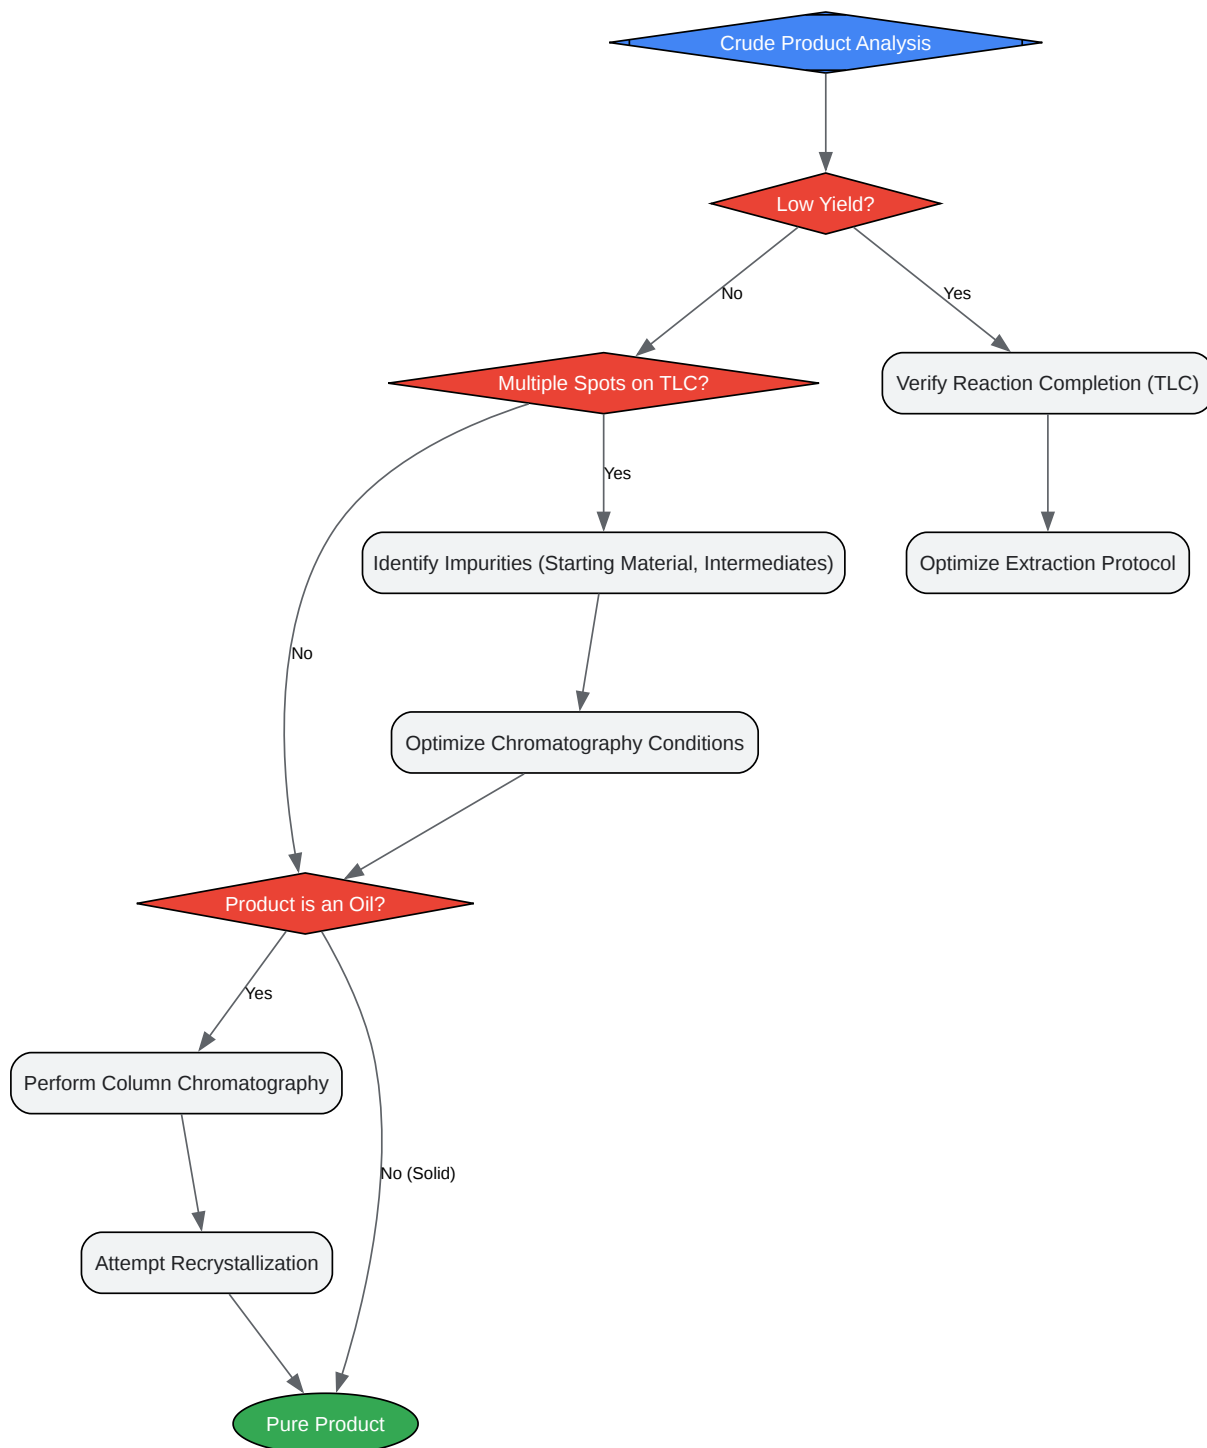 Crude Product Analysis
Low Yield?
No
Yes
Multiple Spots on TLC?
Verify Reaction Completion (TLC)
Yes
Identify Impurities (Starting Material, Intermediates)
Optimize Extraction Protocol
No
Optimize Chromatography Conditions
Product is an Oil?
Yes
Perform Column Chromatography
No (Solid)
Attempt Recrystallization
Pure Product